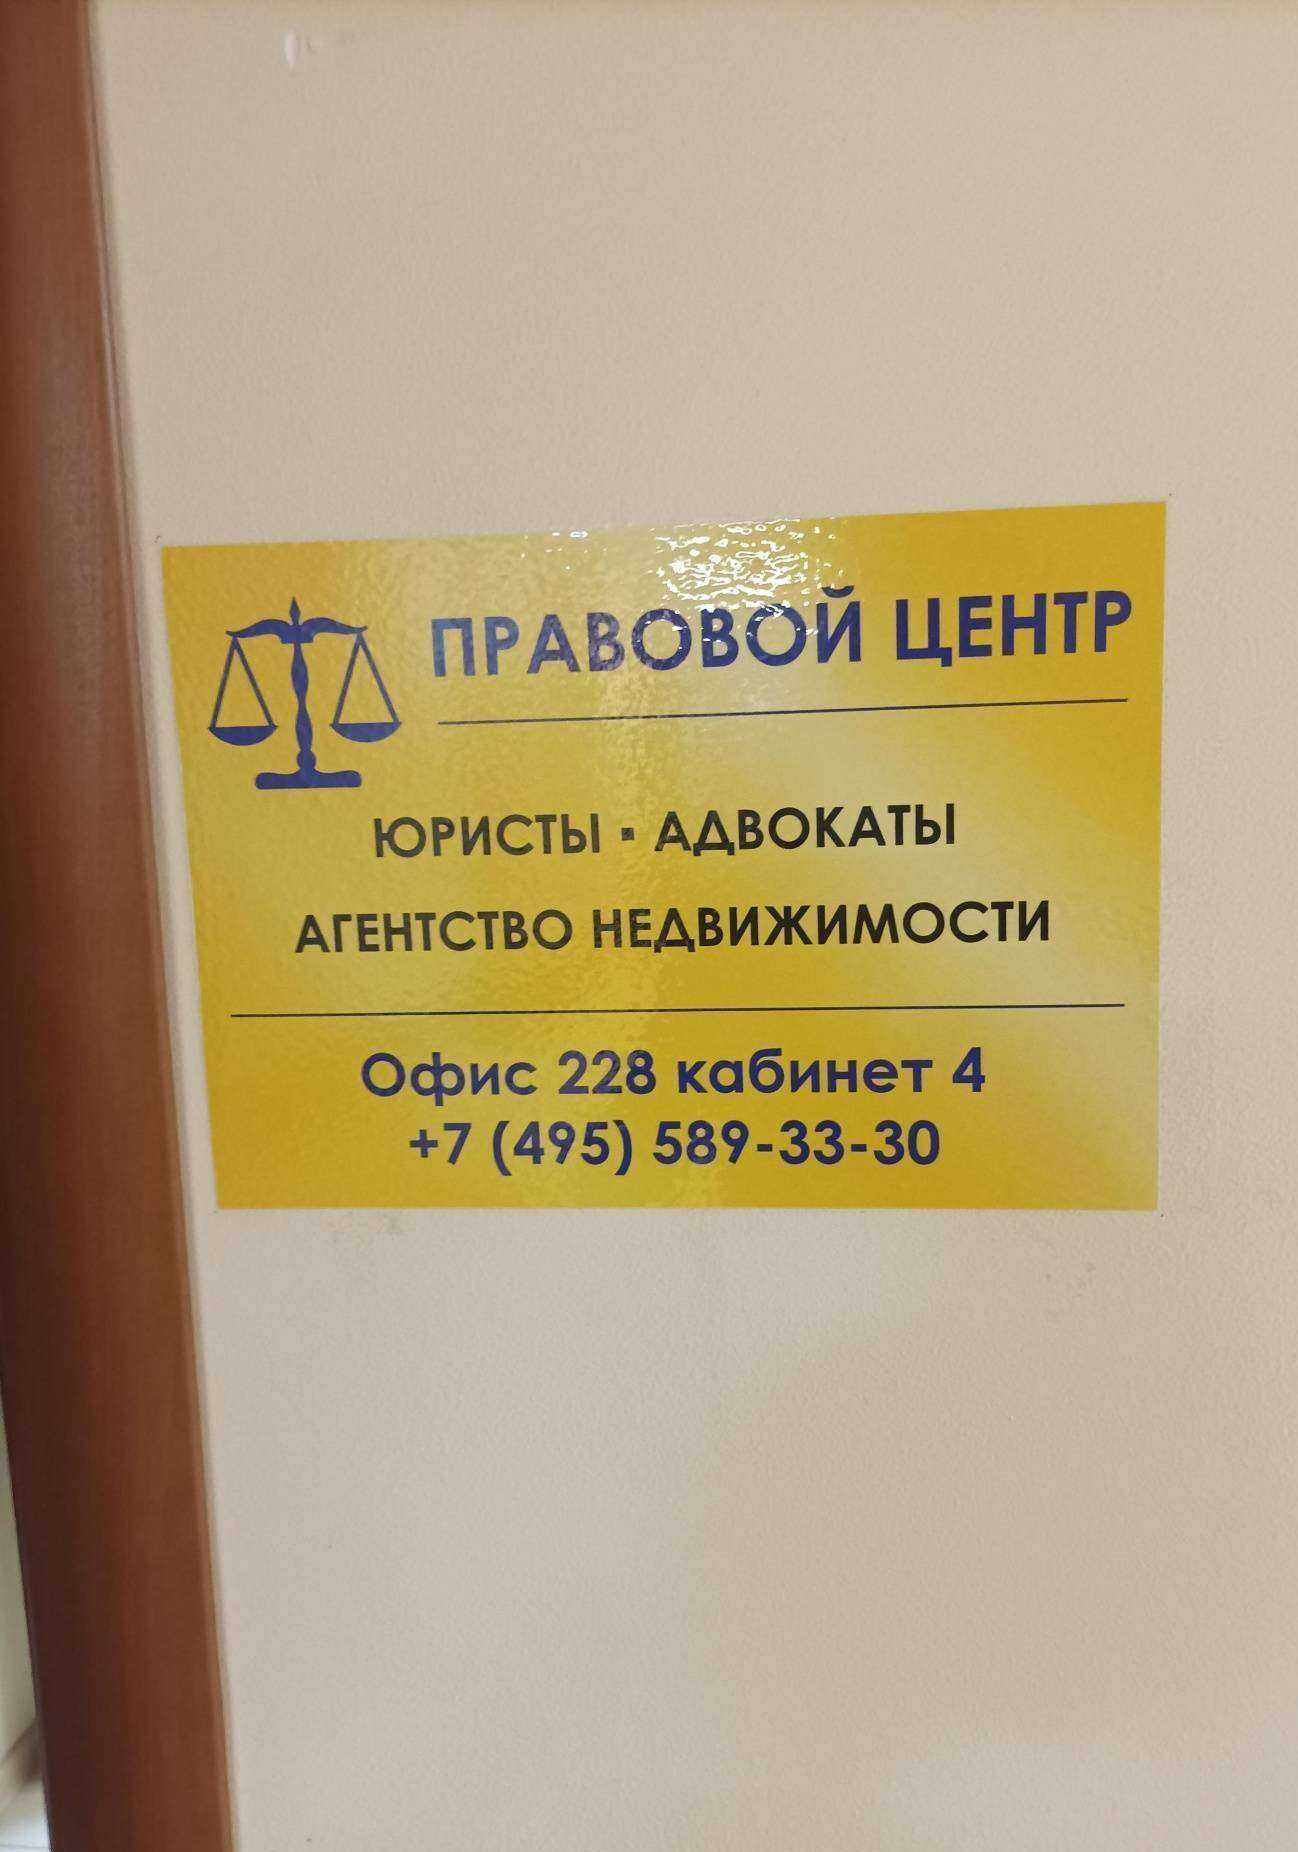 ПРАВОВОЙ ЦЕНТР
ЮРИСТЫ ▪ АДВОКАТЫ
АГЕНТСТВО НЕДВИЖИМОСТИ
Офис 228 кабинет 4
+7 (495) 589-33-30